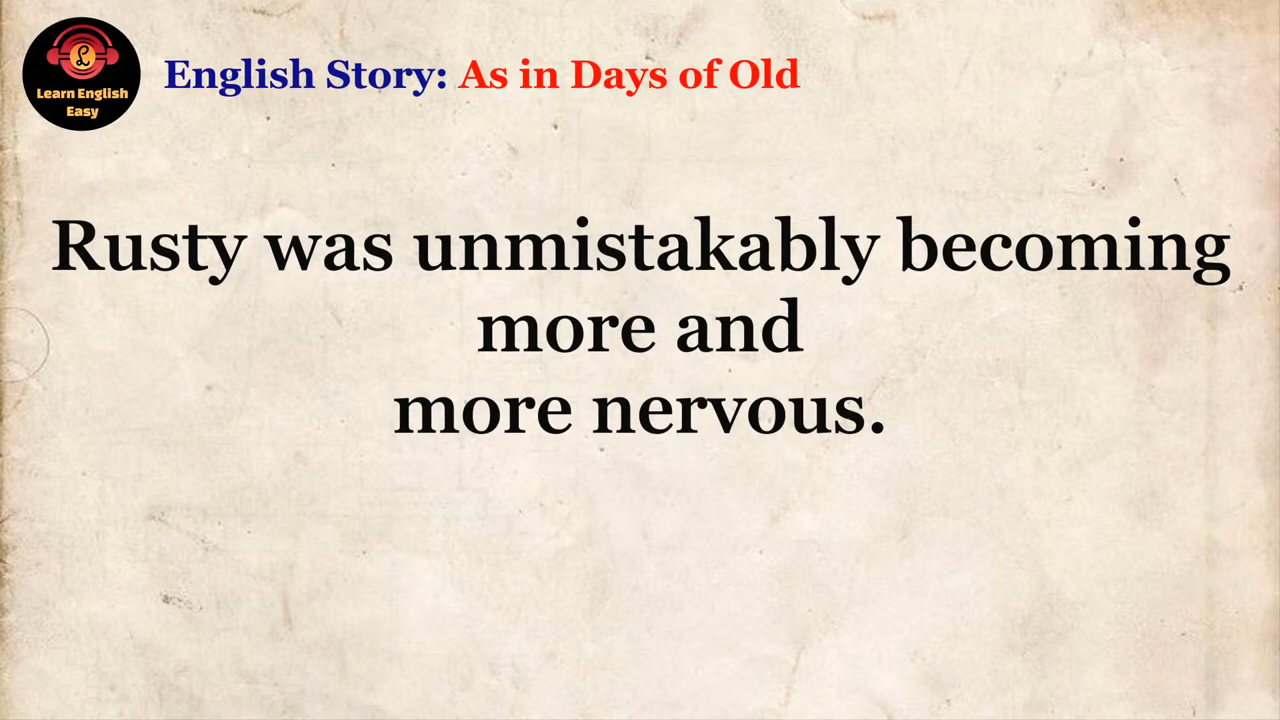 Learn English
Easy
English Story: As in Days of Old
Rusty was unmistakably becoming
more and
more nervous.